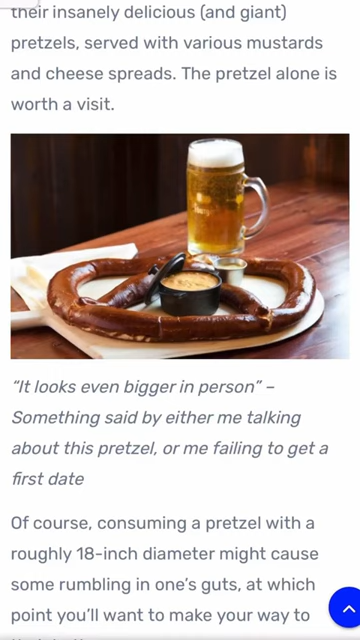 their insanely delicious (and giant)
pretzels, served with various mustards
and cheese spreads. The pretzel alone is
worth a visit.
“It looks even bigger in person” –
Something said by either me talking
about this pretzel, or me failing to get a
first date
Of course, consuming a pretzel with a
roughly 18-inch diameter might cause
some rumbling in one’s guts, at which
point you’ll want to make your way to